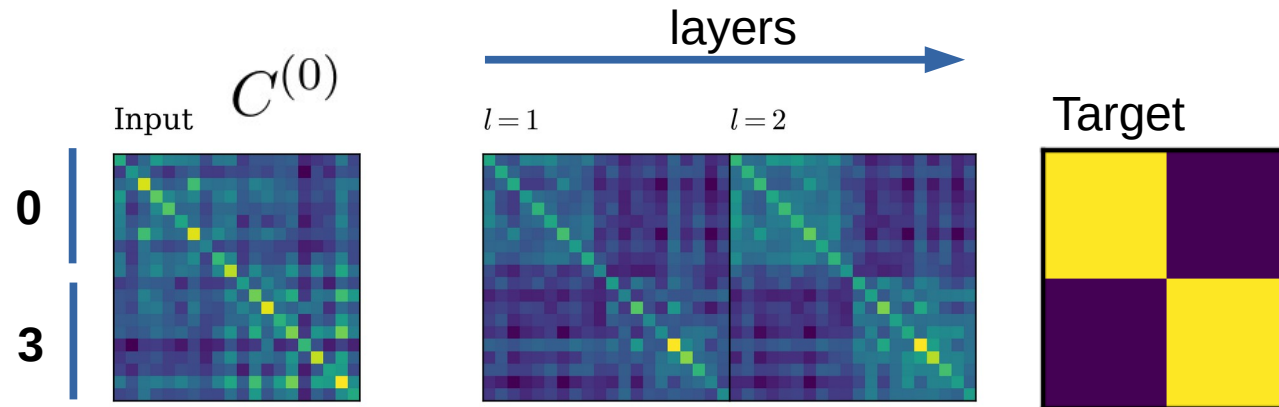 layers
C^{(0)}
Input
l = 1
l = 2
Target
0
3